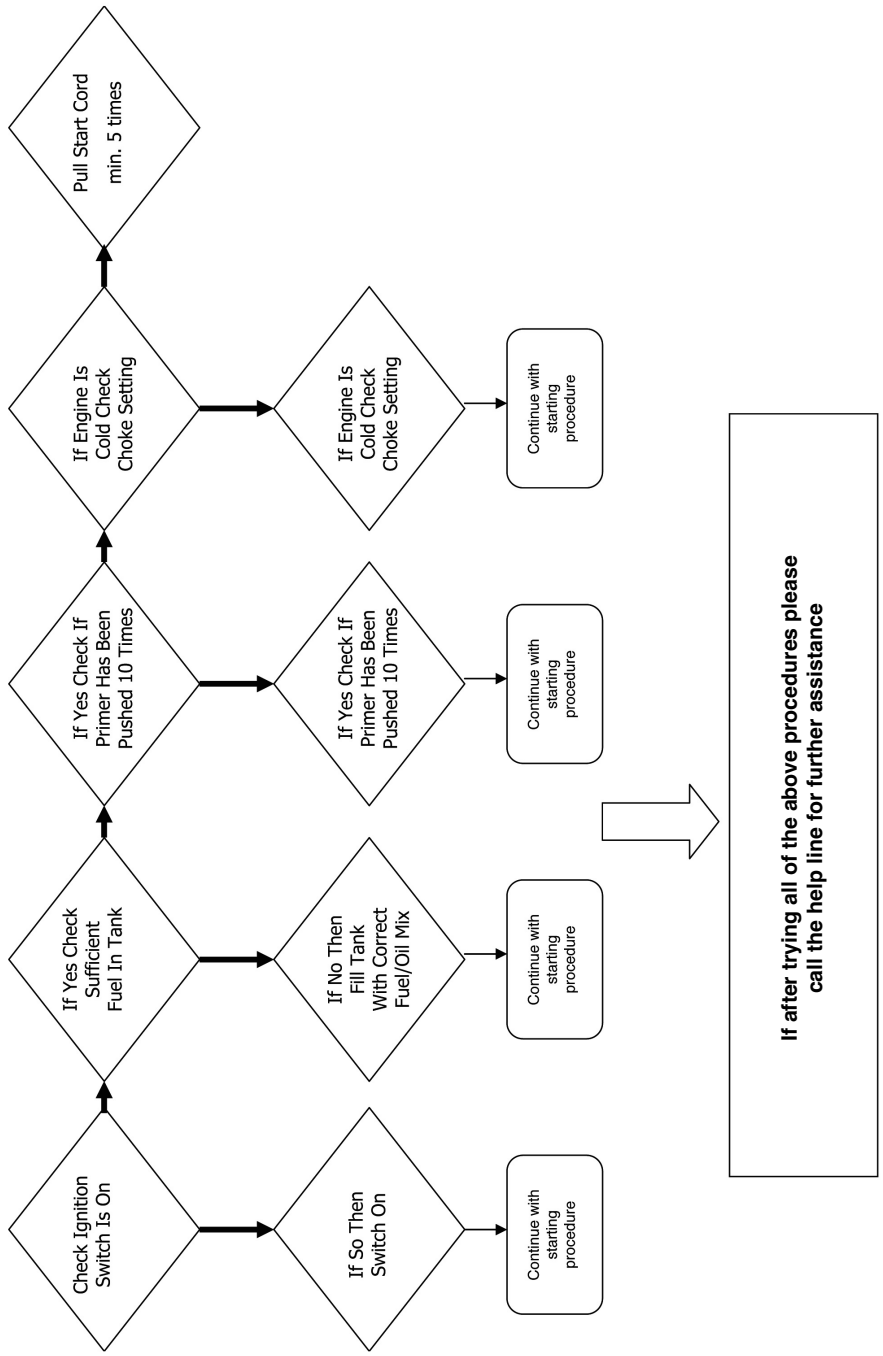 Check Ignition
Switch Is On
If Yes Check
Sufficient
Fuel In Tank
If Yes Check If
Primer Has Been
Pushed 10 Times
If Engine Is
Cold Check
Choke Setting
Pull Start Cord
min. 5 times
If So Then
Switch On
If No Then
Fill Tank
With Correct
Fuel/Oil Mix
If Yes Check If
Primer Has Been
Pushed 10 Times
If Engine Is
Cold Check
Choke Setting
Continue with
starting
procedure
Continue with
starting
procedure
Continue with
starting
procedure
Continue with
starting
procedure
If after trying all of the above procedures please
call the help line for further assistance